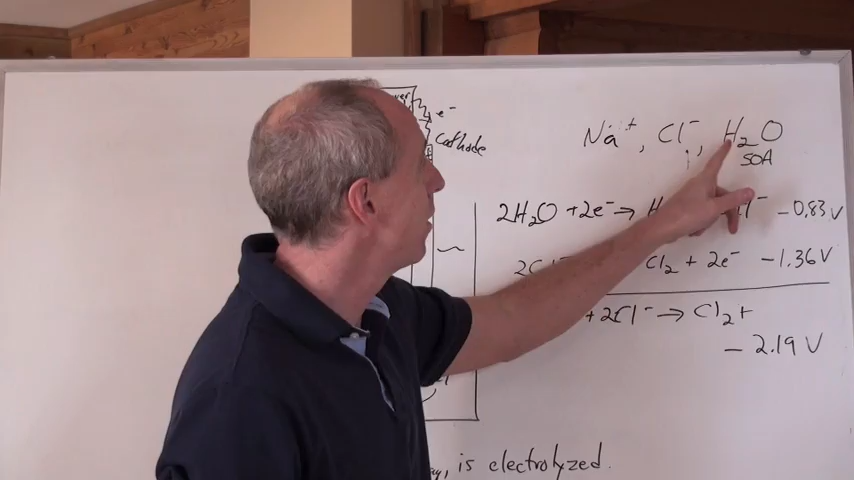 e⁻
Cathode
Na⁺, Cl⁻, H₂O
SOA
2H₂O + 2e⁻ → H ⁻ -0.83 V
2Cl Cl₂ + 2e⁻ -1.36 V
+ 2Cl⁻ → Cl₂ +
- 2.19 V
, is electrolyzed.